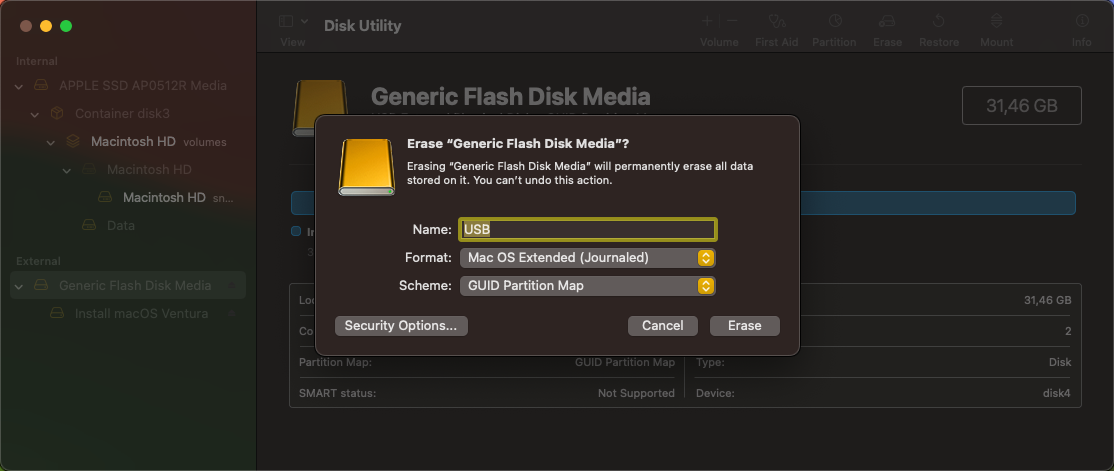 Disk Utility
View
Volume
First Aid
Partition
Erase
Restore
Mount
Info
Internal
APPLE SSD AP0512R Media
Container disk3
Macintosh HD volumes
Macintosh HD
Macintosh HD sn...
Data
External
Generic Flash Disk Media
Install macOS Ventura
Generic Flash Disk Media
31,46 GB
Erase “Generic Flash Disk Media”?
Erasing “Generic Flash Disk Media” will permanently erase all data
stored on it. You can’t undo this action.
Name: USB
Format: Mac OS Extended (Journaled)
Scheme: GUID Partition Map
Security Options...
Cancel
Erase
31,46 GB
2
Partition Map: GUID Partition Map
Type: Disk
SMART status: Not Supported
Device: disk4